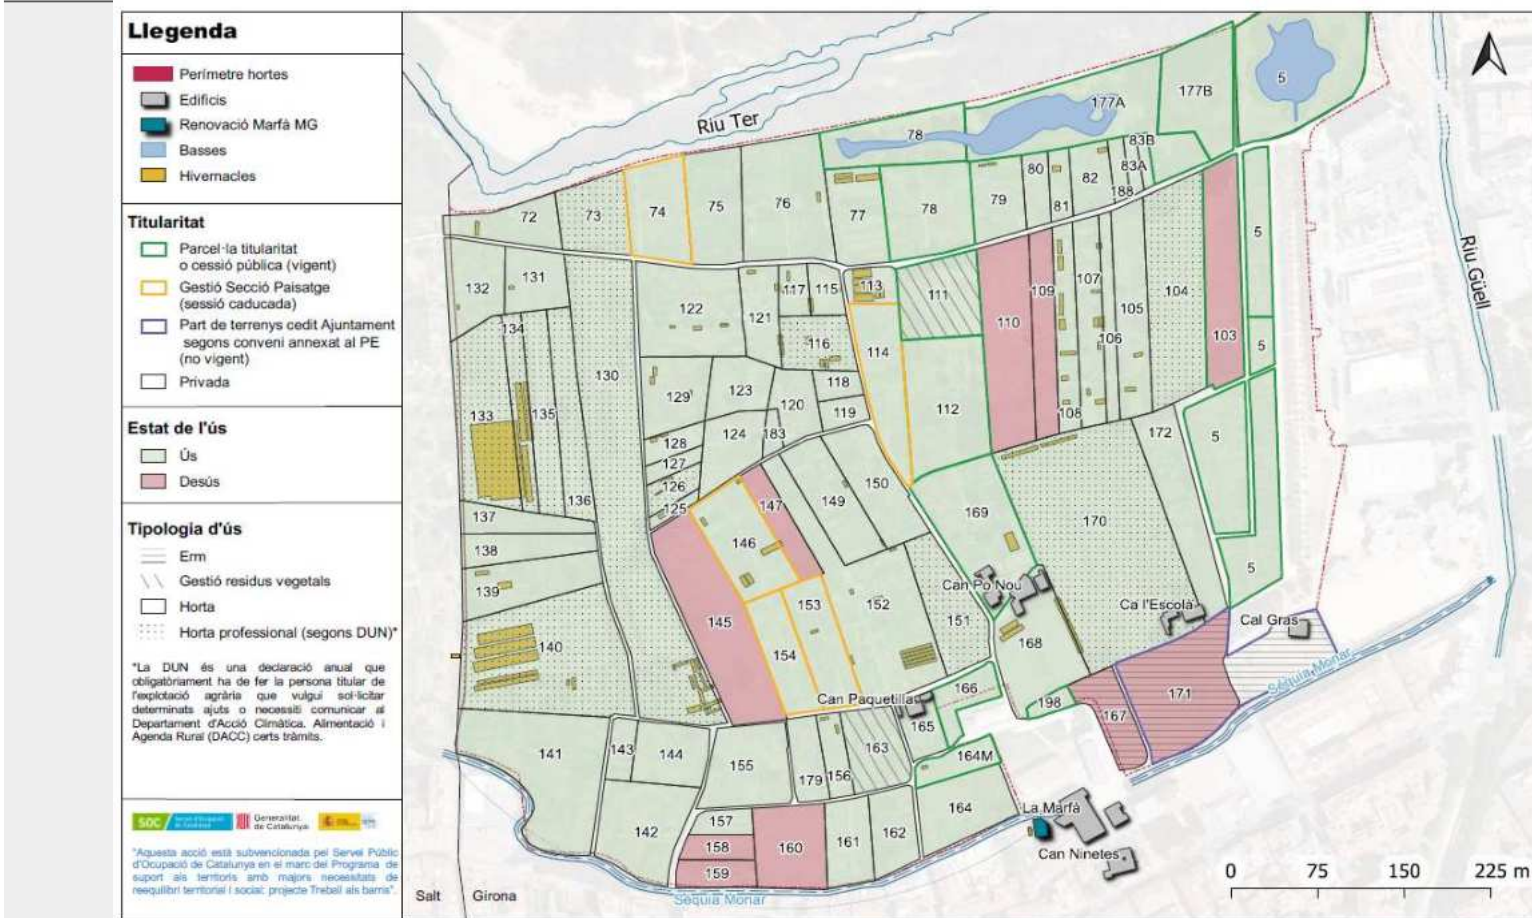 Llegenda
Perímetre hortes
Edificis
Renovació Marfà MG
Basses
Hivernacles
Titularitat
Parcel·la titularitat
o cessió pública (vigent)
Gestió Secció Paisatge
(sessió caducada)
Part de terrenys cedit Ajuntament
segons conveni annexat al PE
(no vigent)
Privada
Estat de l'ús
Ús
Desús
Tipologia d'ús
Erm
Gestió residus vegetals
Horta
Horta professional (segons DUN)*
*La DUN és una declaració anual que
obligatòriament ha de fer la persona titular de
l'explotació agrària que vulgui sol·licitar
determinats ajuts o necessiti comunicar al
Departament d'Acció Climàtica. Alimentació i
Agenda Rural (DACC) certs tràmits.
SOC
Generalitat
de Catalunya
"Aquesta acció està subvencionada pel Servei Públic
d'Ocupació de Catalunya en el marc del Programa de
suport als territoris amb majors necessitats de
reequilibri territorial i social: projecte Treball als barris".
Riu Ter
Riu Güell
5
177B
177A
78
83B
83A
188
80
82
81
79
78
77
76
75
74
73
72
132
131
134
130
122
121
117
115
113
111
110
109
107
105
104
103
5
5
106
108
116
114
112
118
119
120
123
129
124
183
128
127
126
125
133
135
136
137
138
139
140
147
149
150
146
145
153
154
152
151
169
170
172
5
5
Can Po Nou
Ca l'Escolà
Cal Gras
168
171
167
198
Sèquia Monar
Can Paquetilla
166
165
164M
164
163
156
179
155
144
143
141
142
157
158
159
160
161
162
La Marfà
Can Ninetes
Sèquia Monar
Salt
Girona
0 75 150 225 m